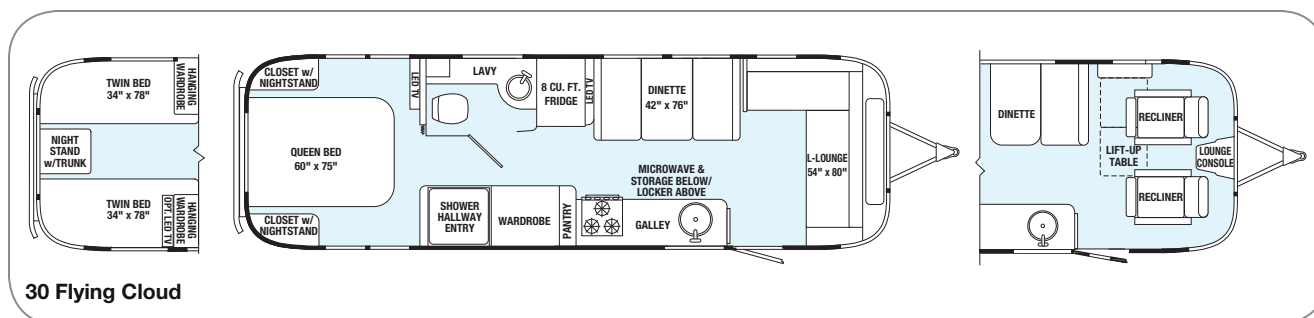 TWIN BED
34" x 78"
HANGING
WARDROBE
NIGHT
STAND
w/TRUNK
TWIN BED
34" x 78"
HANGING
WARDROBE
OPT. LED TV
CLOSET w/
NIGHTSTAND
QUEEN BED
60" x 75"
CLOSET w/
NIGHTSTAND
LED TV
LAVY
8 CU. FT.
FRIDGE
LED TV
DINETTE
42" x 76"
L-LOUNGE
54" x 80"
MICROWAVE &
STORAGE BELOW/
LOCKER ABOVE
SHOWER
HALLWAY
ENTRY
WARDROBE
PANTRY
GALLEY
DINETTE
RECLINER
LIFT-UP
TABLE
LOUNGE
CONSOLE
RECLINER
30 Flying Cloud